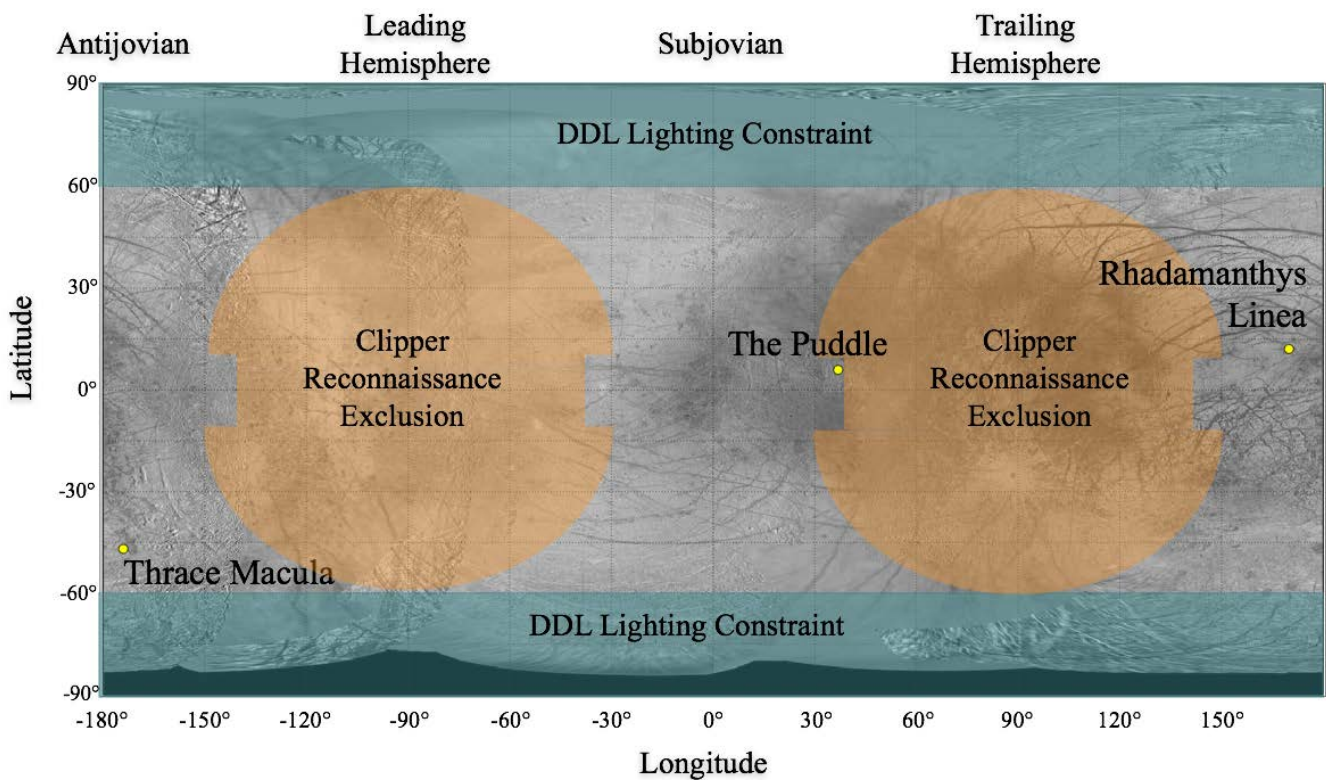 Antijovian
Leading
Hemisphere
Subjovian
Trailing
Hemisphere
90°
DDL Lighting Constraint
60°
30°
Rhadamanthys
Linea
Clipper
Reconnaissance
Exclusion
The Puddle
Clipper
Reconnaissance
Exclusion
Latitude
0°
-30°
Thrace Macula
-60°
DDL Lighting Constraint
-90°
-180° -150° -120° -90° -60° -30° 0° 30° 60° 90° 120° 150°
Longitude